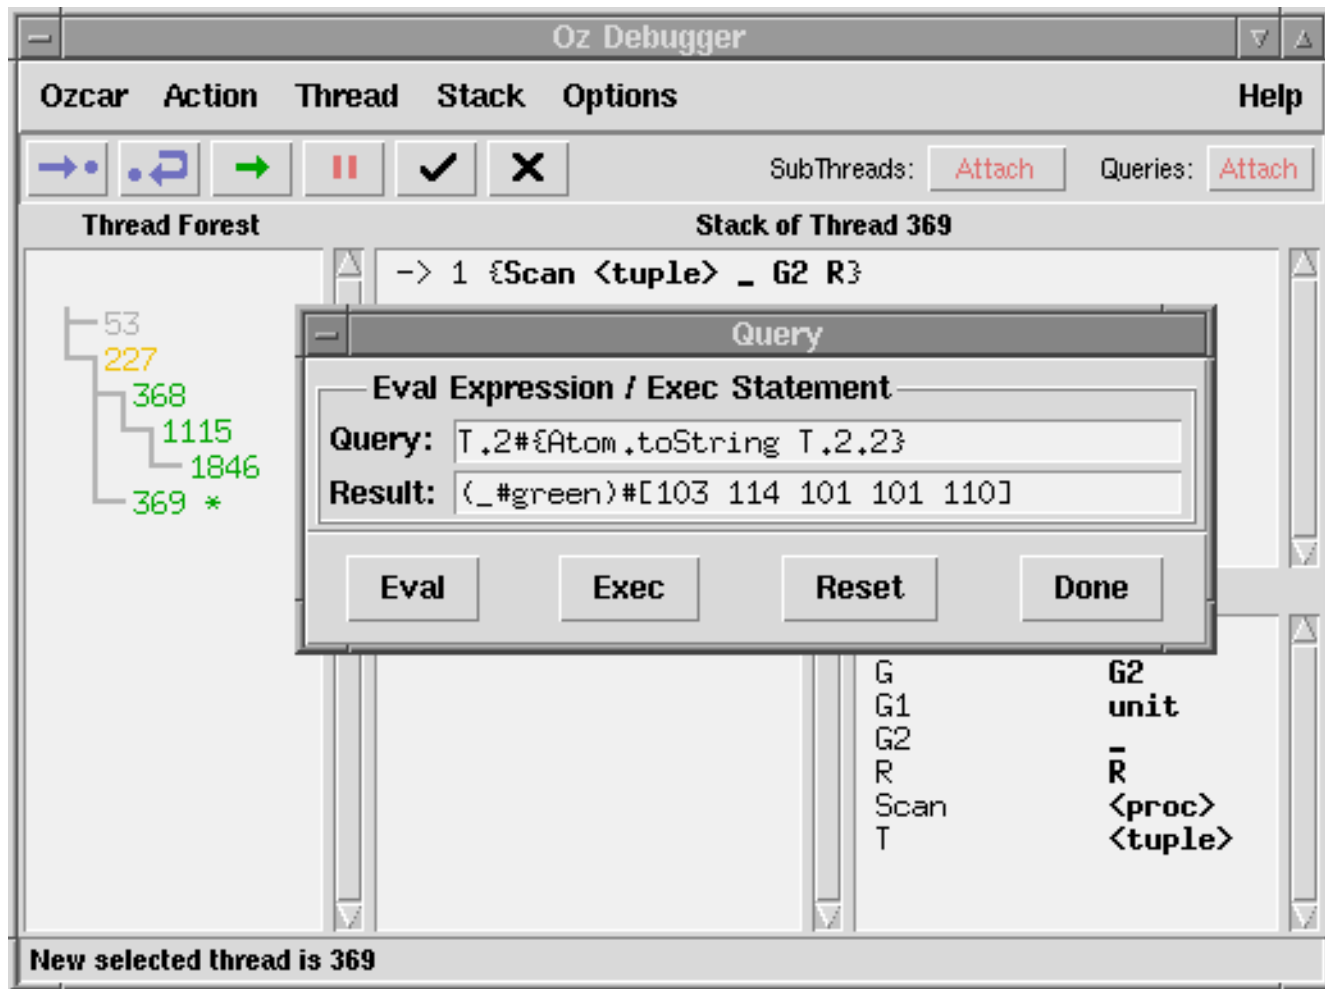 Oz Debugger
Ozcar Action Thread Stack Options Help
SubThreads: Attach Queries: Attach
Thread Forest
Stack of Thread 369
-> 1 {Scan <tuple> _ G2 R}
53
227
368
1115
1846
369 *
Query
Eval Expression / Exec Statement
Query: T.2#{Atom.toString T.2.2}
Result: (_#green)#[103 114 101 101 110]
Eval Exec Reset Done
G G2
G1 unit
G2 _
R R
Scan <proc>
T <tuple>
New selected thread is 369